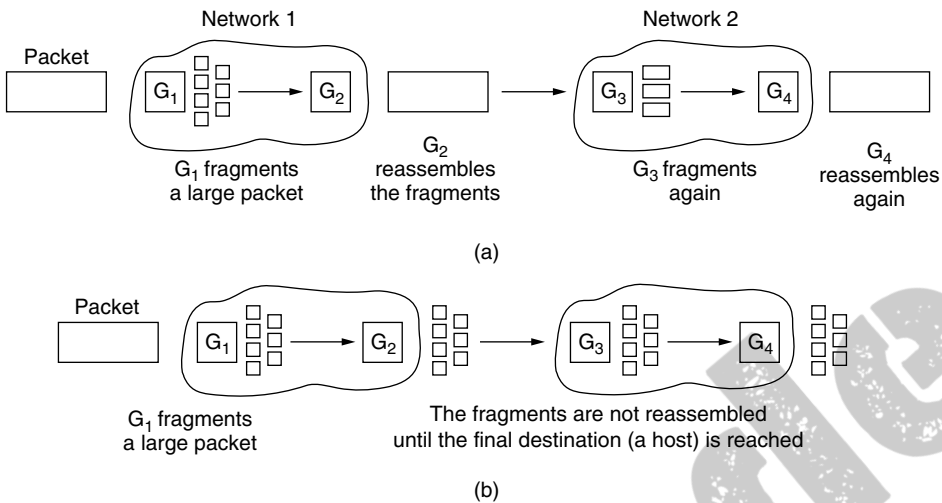 Network 1
Network 2
Packet
G1
G2
G3
G4
G1 fragments
a large packet
G2
reassembles
the fragments
G3 fragments
again
G4
reassembles
again
(a)
Packet
G1
G2
G3
G4
G1 fragments
a large packet
The fragments are not reassembled
until the final destination (a host) is reached
(b)